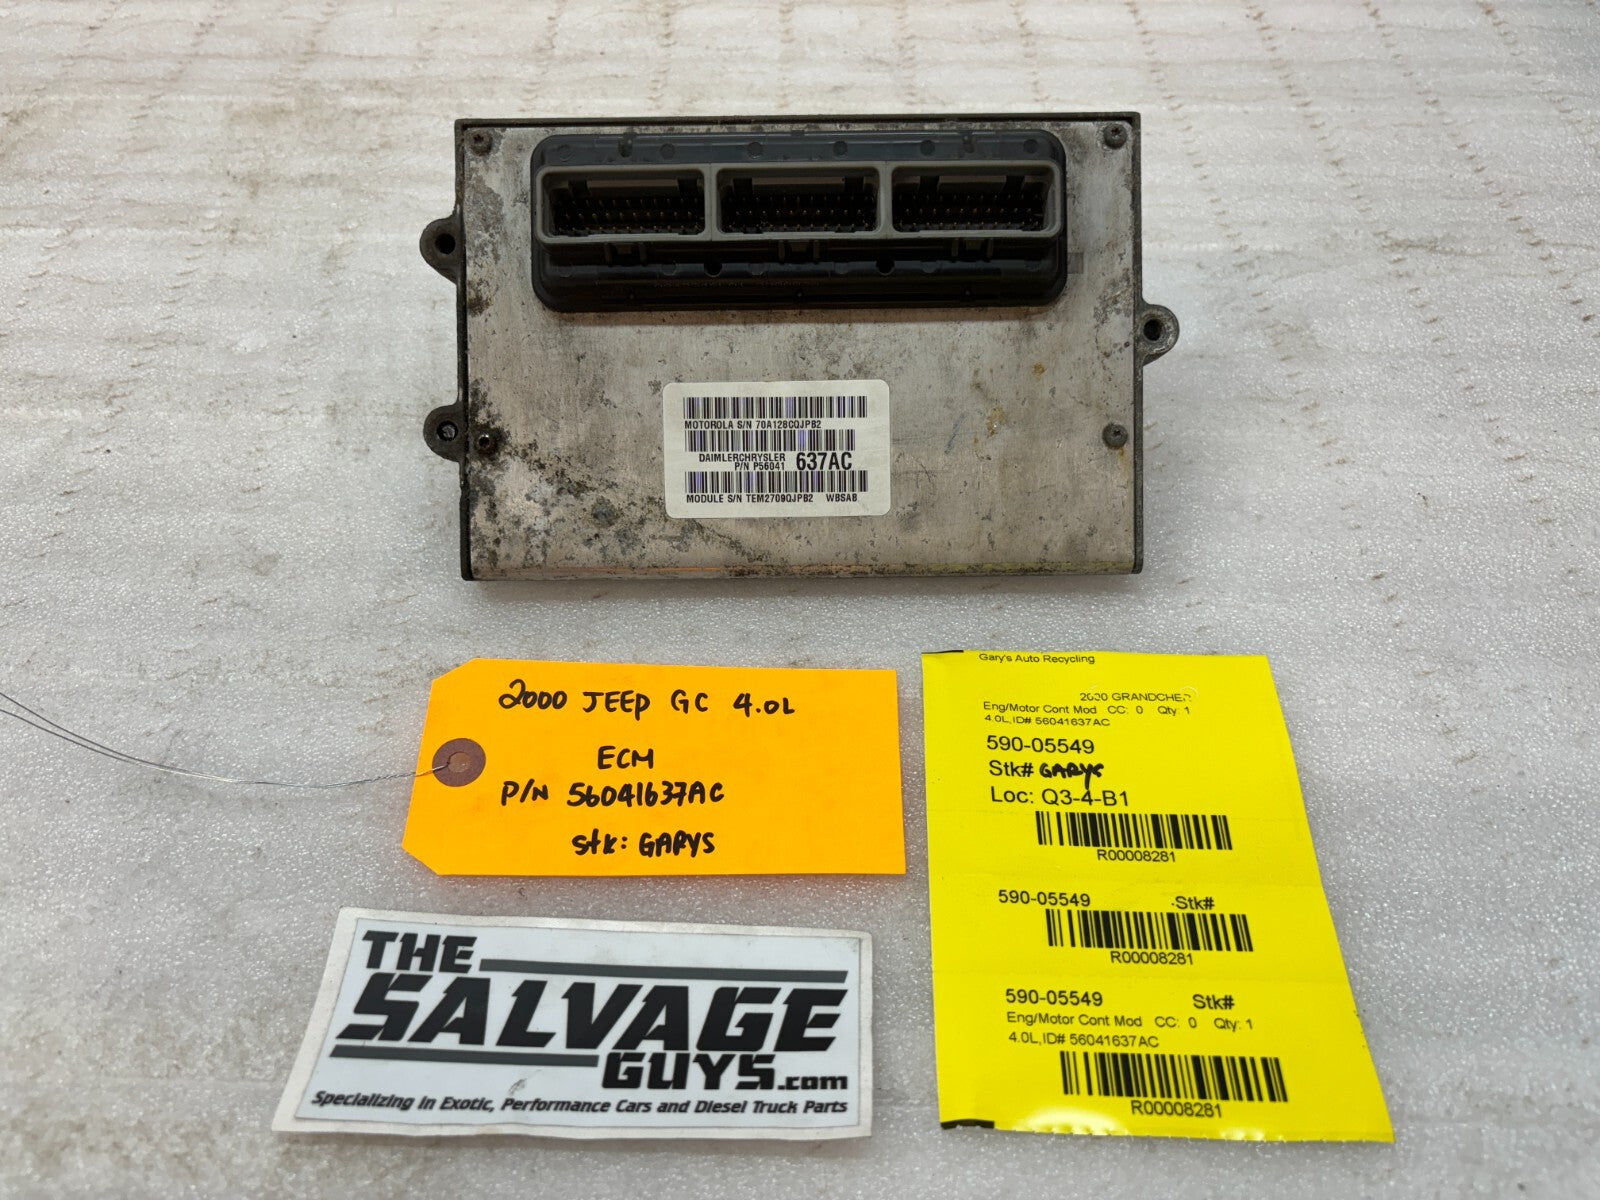 MOTOROLA S/N 70A128CQJPB2
DAIMLERCHRYSLER
P/N P56041 637AC
MODULE S/N TEM2709QJPB2 WBSAB
2000 JEEP GC 4.0L
ECM
P/N 56041637AC
stk: GARYS
Gary's Auto Recycling
2000 GRANDCHER
Eng/Motor Cont Mod CC: 0 Qty: 1
4.0L,ID# 56041637AC
590-05549
Stk# GARYS
Loc: Q3-4-B1
R00008281
590-05549 Stk#
R00008281
590-05549 Stk#
Eng/Motor Cont Mod CC: 0 Qty: 1
4.0L,ID# 56041637AC
R00008281
THE
SALVAGE
GUYS.com
Specializing in Exotic, Performance Cars and Diesel Truck Parts